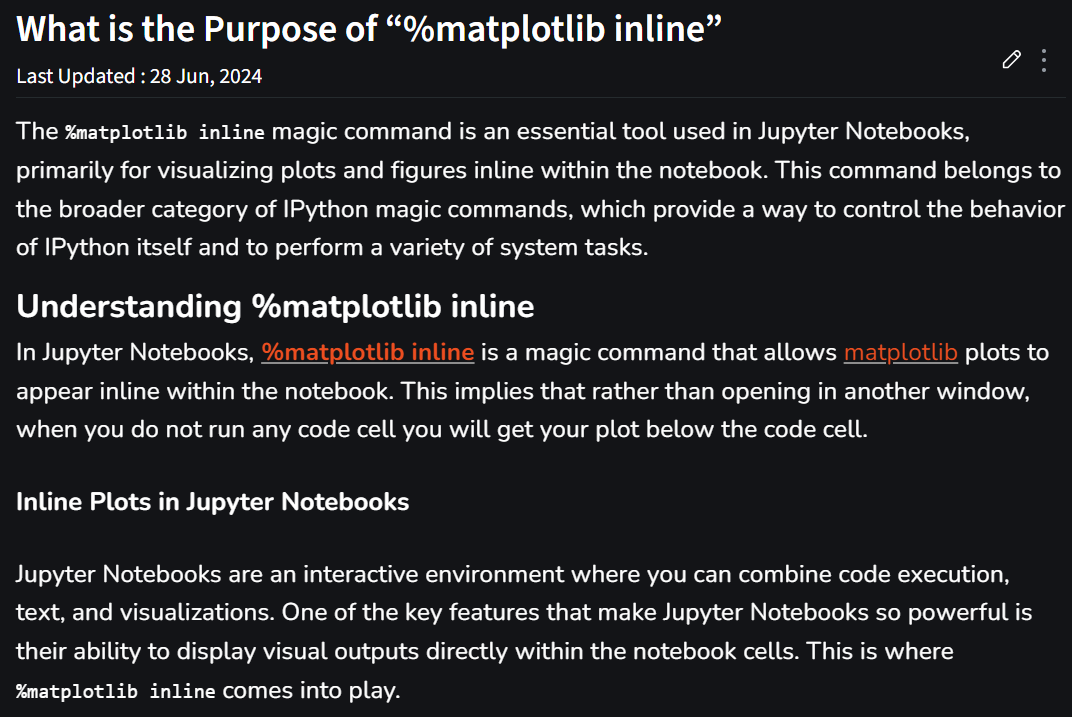 What is the Purpose of “%matplotlib inline”
Last Updated : 28 Jun, 2024
The %matplotlib inline magic command is an essential tool used in Jupyter Notebooks,
primarily for visualizing plots and figures inline within the notebook. This command belongs to
the broader category of IPython magic commands, which provide a way to control the behavior
of IPython itself and to perform a variety of system tasks.
Understanding %matplotlib inline
In Jupyter Notebooks, %matplotlib inline is a magic command that allows matplotlib plots to
appear inline within the notebook. This implies that rather than opening in another window,
when you do not run any code cell you will get your plot below the code cell.
Inline Plots in Jupyter Notebooks
Jupyter Notebooks are an interactive environment where you can combine code execution,
text, and visualizations. One of the key features that make Jupyter Notebooks so powerful is
their ability to display visual outputs directly within the notebook cells. This is where
%matplotlib inline comes into play.